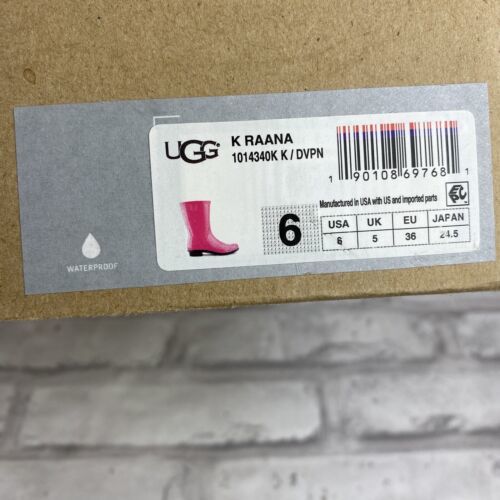 UGG
K RAANA
1014340K K / DVPN
1 90108 69768 1
Manufactured in USA with US and imported parts
6
USA UK EU JAPAN
6 5 36 24.5
WATERPROOF